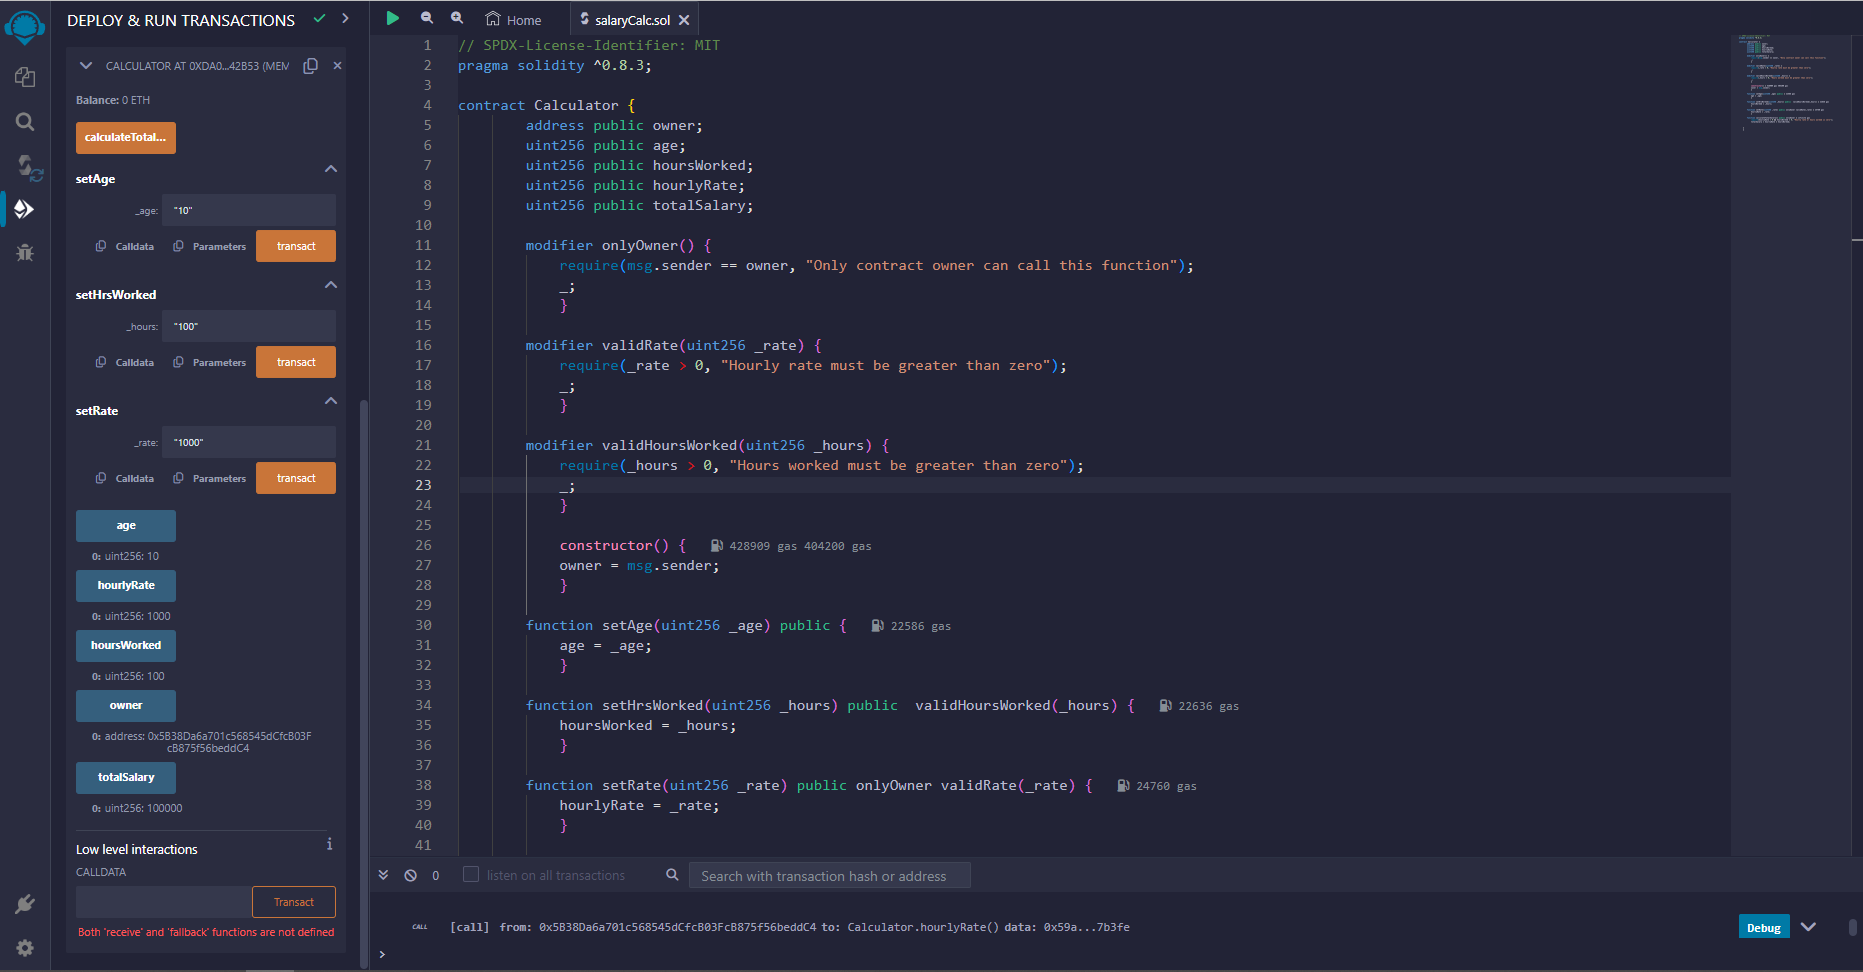 DEPLOY & RUN TRANSACTIONS
CALCULATOR AT 0XDA0...42B53 (MEM
Balance: 0 ETH
calculateTotal...
setAge
_age: "10"
Calldata Parameters transact
setHrsWorked
_hours: "100"
Calldata Parameters transact
setRate
_rate: "1000"
Calldata Parameters transact
age
0: uint256: 10
hourlyRate
0: uint256: 1000
hoursWorked
0: uint256: 100
owner
0: address: 0x5B38Da6a701c568545dCfcB03F
cB875f56beddC4
totalSalary
0: uint256: 100000
Low level interactions i
CALLDATA
Transact
Both 'receive' and 'fallback' functions are not defined
Home salaryCalc.sol
1 // SPDX-License-Identifier: MIT
2 pragma solidity ^0.8.3;
3
4 contract Calculator {
5 address public owner;
6 uint256 public age;
7 uint256 public hoursWorked;
8 uint256 public hourlyRate;
9 uint256 public totalSalary;
10
11 modifier onlyOwner() {
12 require(msg.sender == owner, "Only contract owner can call this function");
13 _;
14 }
15
16 modifier validRate(uint256 _rate) {
17 require(_rate > 0, "Hourly rate must be greater than zero");
18 _;
19 }
20
21 modifier validHoursWorked(uint256 _hours) {
22 require(_hours > 0, "Hours worked must be greater than zero");
23 _;
24 }
25
26 constructor() { 428909 gas 404200 gas
27 owner = msg.sender;
28 }
29
30 function setAge(uint256 _age) public { 22586 gas
31 age = _age;
32 }
33
34 function setHrsWorked(uint256 _hours) public  validHoursWorked(_hours) { 22636 gas
35 hoursWorked = _hours;
36 }
37
38 function setRate(uint256 _rate) public onlyOwner validRate(_rate) { 24760 gas
39 hourlyRate = _rate;
40 }
41
0 listen on all transactions Search with transaction hash or address
CALL [call] from: 0x5B38Da6a701c568545dCfcB03FcB875f56beddC4 to: Calculator.hourlyRate() data: 0x59a...7b3fe Debug
>